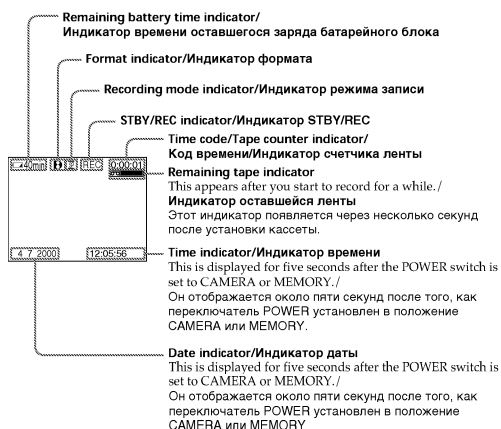 Remaining battery time indicator/
Индикатор времени оставшегося заряда батарейного блока
Format indicator/Индикатор формата
Recording mode indicator/Индикатор режима записи
STBY/REC indicator/Индикатор STBY/REC
Time code/Tape counter indicator/
Код времени/Индикатор счетчика ленты
Remaining tape indicator
This appears after you start to record for a while./
Индикатор оставшейся ленты
Этот индикатор появляется через несколько секунд
после установки кассеты.
40min REC 0:00:01
4 7 2000 12:05:56
Time indicator/Индикатор времени
This is displayed for five seconds after the POWER switch is
set to CAMERA or MEMORY./
Он отображается около пяти секунд после того, как
переключатель POWER установлен в положение
CAMERA или MEMORY.
Date indicator/Индикатор даты
This is displayed for five seconds after the POWER switch is
set to CAMERA or MEMORY./
Он отображается около пяти секунд после того, как
переключатель POWER установлен в положение
CAMERA или MEMORY